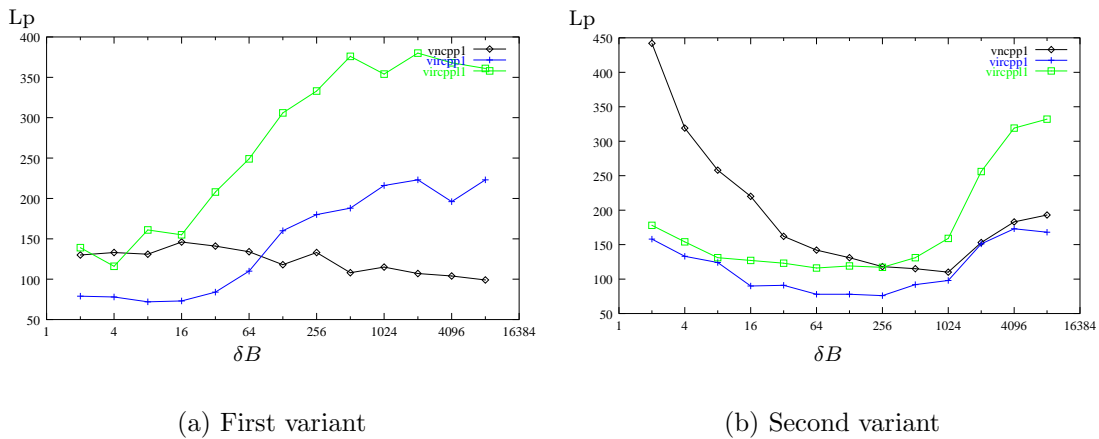 Lp
400
350
300
250
200
150
100
50
1 4 16 64 256 1024 4096 16384
vncpp1
vircpp1
vircppl1
δB
(a) First variant
Lp
450
400
350
300
250
200
150
100
50
1 4 16 64 256 1024 4096 16384
vncpp1
vircpp1
vircppl1
δB
(b) Second variant